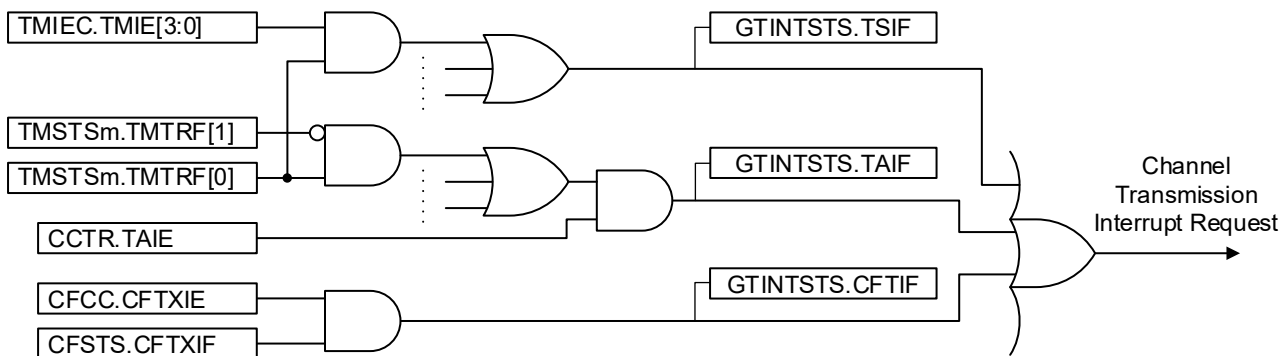 TMIEC.TMIE[3:0]
GTINTSTS.TSIF
TMSTSm.TMTRF[1]
TMSTSm.TMTRF[0]
GTINTSTS.TAIF
CCTR.TAIE
Channel
Transmission
Interrupt Request
CFCC.CFTXIE
CFSTS.CFTXIF
GTINTSTS.CFTIF